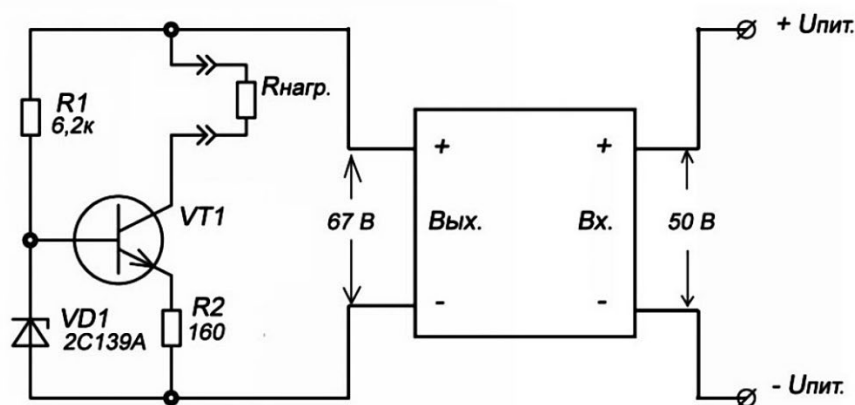 + Uпит.
R1
6,2к
Rнагр.
+
+
VT1
67 В
Вых.
Вх.
50 В
R2
160
VD1
2С139А
-
-
- Uпит.